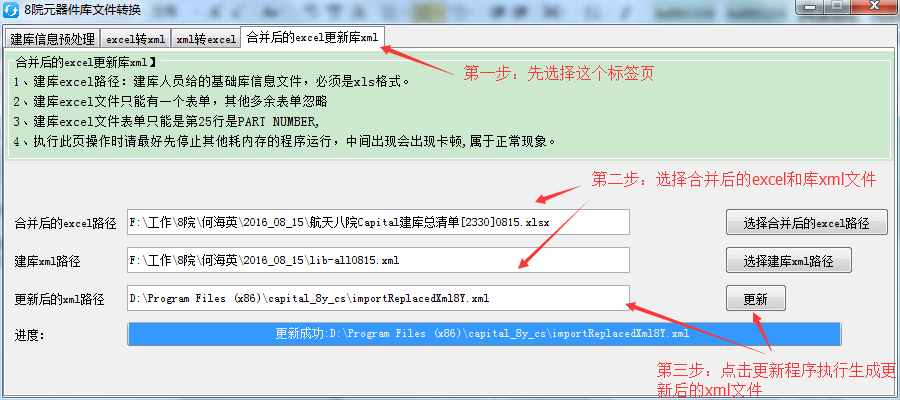 8院元器件库文件转换
建库信息预处理 excel转xml xml转excel 合并后的excel更新库xml
合并后的excel更新库xml】
第一步：先选择这个标签页
1、建库excel路径：建库人员给的基础库信息文件，必须是xls格式。
2、建库excel文件只能有一个表单，其他多余表单忽略
3、建库excel文件表单只能是第25行是PARI NUMBER,
4、执行此页操作时请最好先停止其他耗内存的程序运行，中间出现会出现卡顿,属于正常现象。
第二步：选择合并后的excel和库xml文件
合并后的excel路径 F:\工作\8院\何海英\2016_08_15\航天八院Capital建库总清单[2330]0815.xlsx 选择合并后的excel路径
建库xml路径 F:\工作\8院\何海英\2016_08_15\lib-all0815.xml 选择建库xml路径
更新后的xml路径 D:\Program Files (x86)\capital_8y_cs\importReplacedXml8Y.xml 更新
进度： 更新成功:D:\Program Files (x86)\capital_8y_cs\importReplacedXml8Y.xml
第三步：点击更新程序执行生成更
新后的xml文件